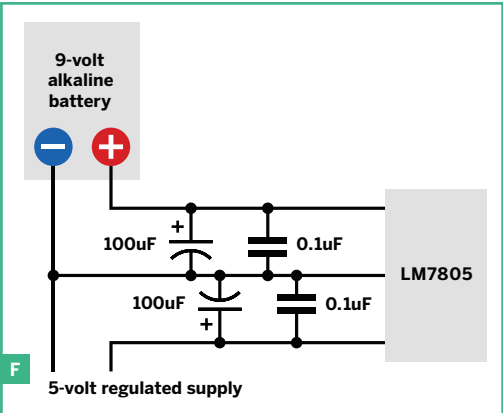 9-volt
alkaline
battery
− +
+
100uF 0.1uF
LM7805
100uF 0.1uF
+
F
5-volt regulated supply